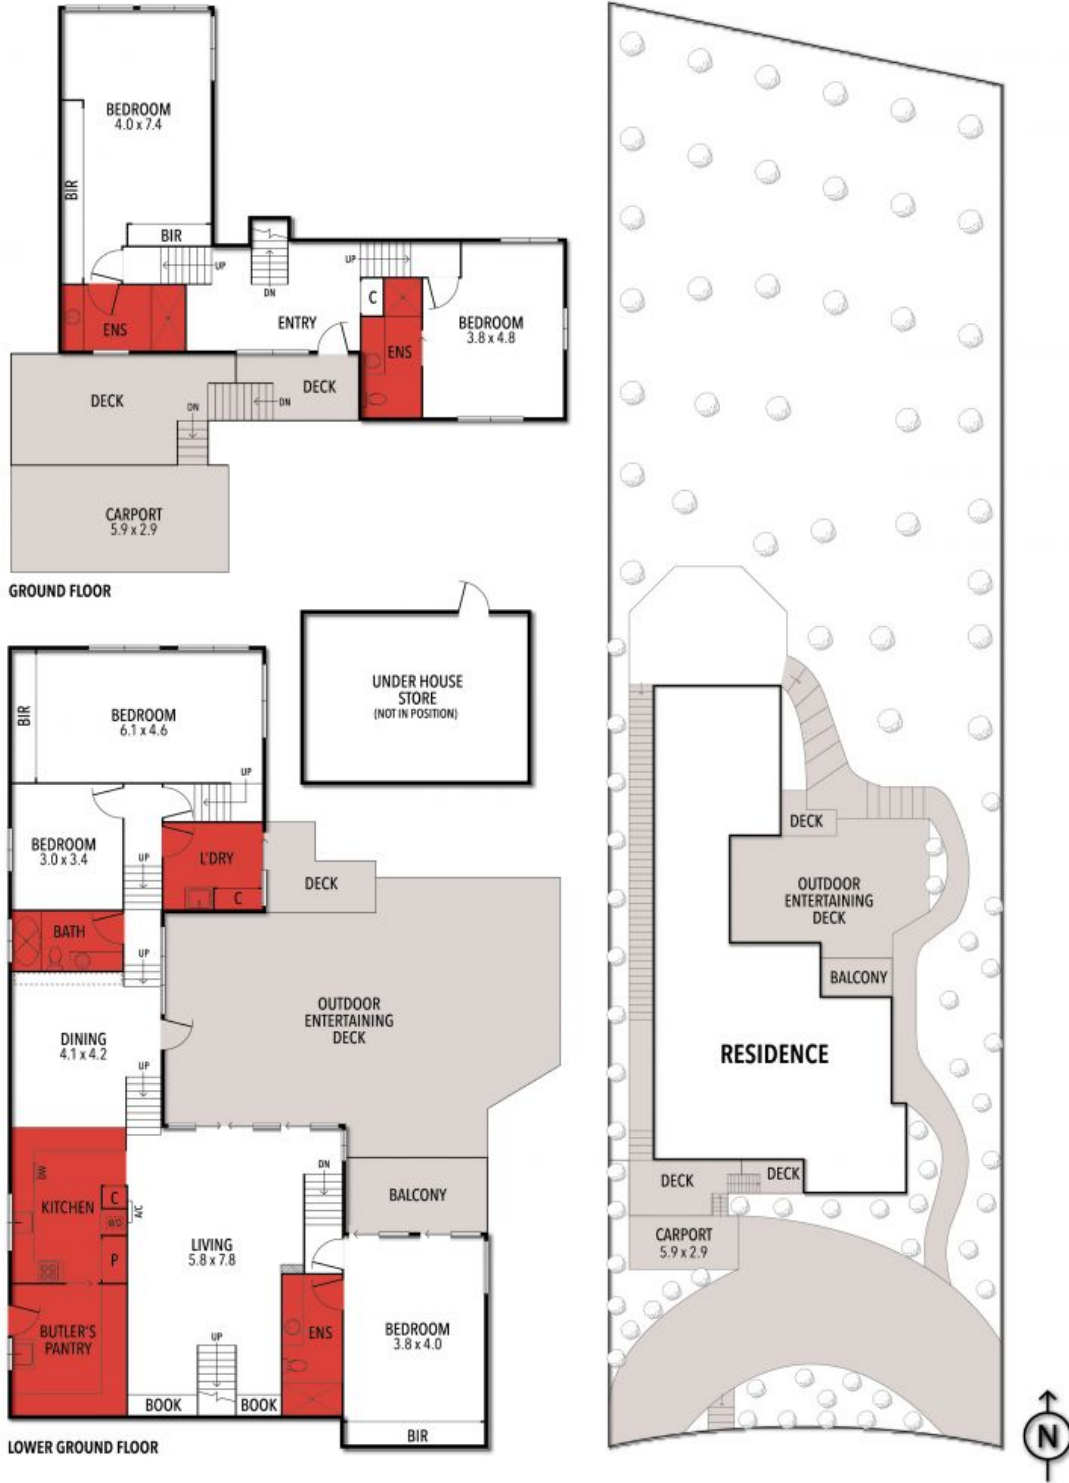 BEDROOM
4.0 x 7.4
BIR
BIR
UP
DN
UP
C
ENS
ENTRY
BEDROOM
3.8 x 4.8
ENS
DECK
DECK
DN
DN
CARPORT
5.9 x 2.9
GROUND FLOOR
UNDER HOUSE
STORE
(NOT IN POSITION)
BIR
BEDROOM
6.1 x 4.6
UP
BEDROOM
3.0 x 3.4
UP
L'DRY
C
DECK
BATH
UP
OUTDOOR
ENTERTAINING
DECK
DINING
4.1 x 4.2
UP
DW
KITCHEN
C
WO
A/C
P
LIVING
5.8 x 7.8
DN
BALCONY
BUTLER'S
PANTRY
UP
ENS
BEDROOM
3.8 x 4.0
BOOK
BOOK
BIR
LOWER GROUND FLOOR
DECK
OUTDOOR
ENTERTAINING
DECK
BALCONY
RESIDENCE
DECK
DECK
CARPORT
5.9 x 2.9
N